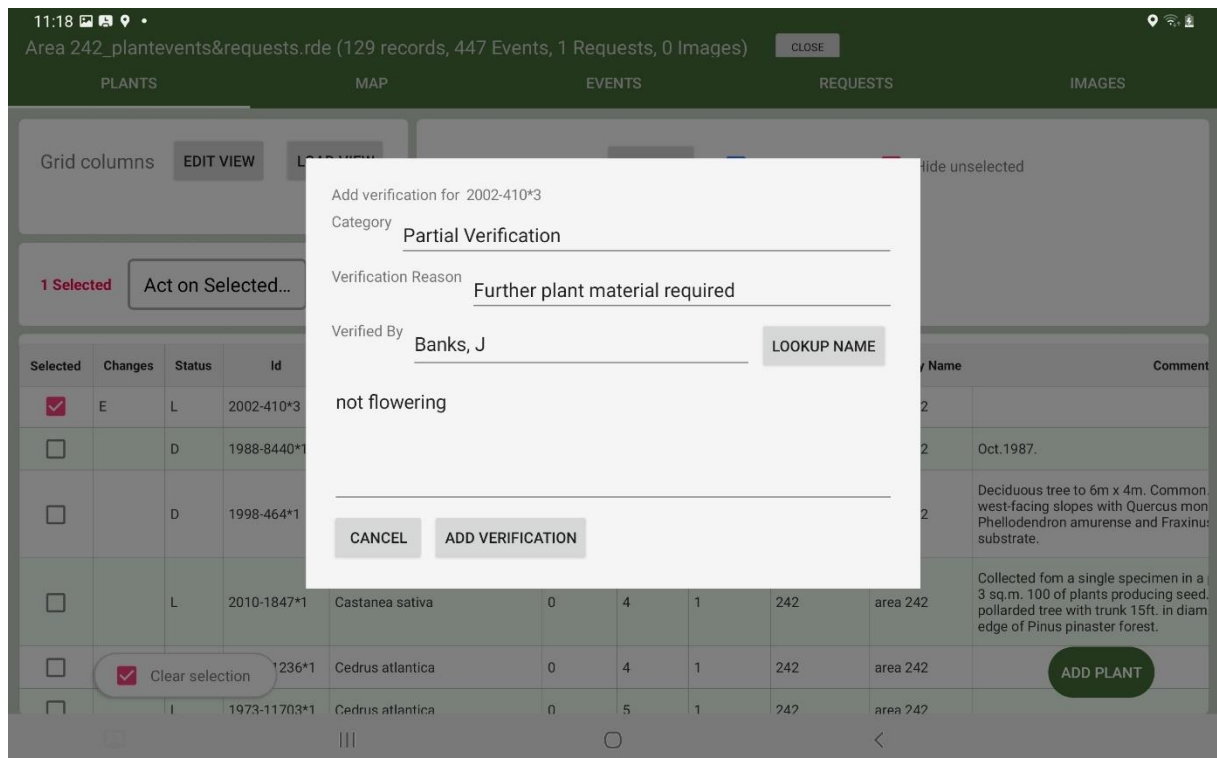 11:18
Area 242_plantevents&requests.rde (129 records, 447 Events, 1 Requests, 0 Images) CLOSE
PLANTS MAP EVENTS REQUESTS IMAGES
Grid columns EDIT VIEW unselected
Add verification for 2002-410*3
Category Partial Verification
Verification Reason Further plant material required
Verified By Banks, J LOOKUP NAME
not flowering
CANCEL ADD VERIFICATION
1 Selected Act on Selected...
Selected Changes Status Id Name Comment
E L 2002-410*3 2
D 1988-8440*1 2 Oct.1987.
D 1998-464*1 2 Deciduous tree to 6m x 4m. Common.
west-facing slopes with Quercus mon
Phellodendron amurense and Fraxinus
substrate.
L 2010-1847*1 Castanea sativa 0 4 1 242 area 242 Collected fom a single specimen in a
3 sq.m. 100 of plants producing seed.
pollarded tree with trunk 15ft. in diam
edge of Pinus pinaster forest.
Clear selection 1236*1 Cedrus atlantica 0 4 1 242 area 242 ADD PLANT
L 1973-11703*1 Cedrus atlantica 0 5 1 242 area 242